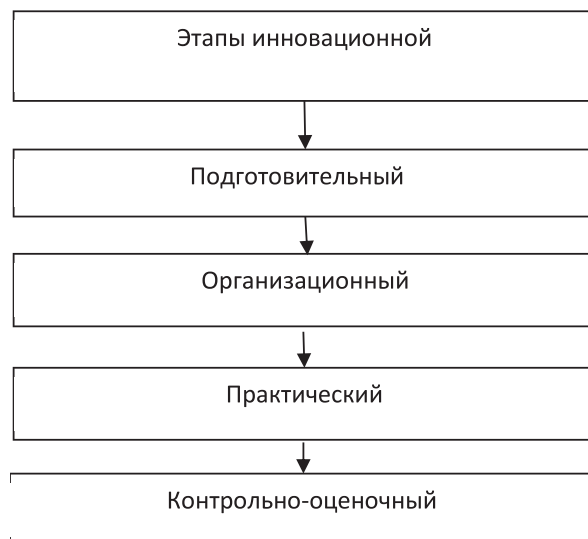 Этапы инновационной
Подготовительный
Организационный
Практический
Контрольно-оценочный